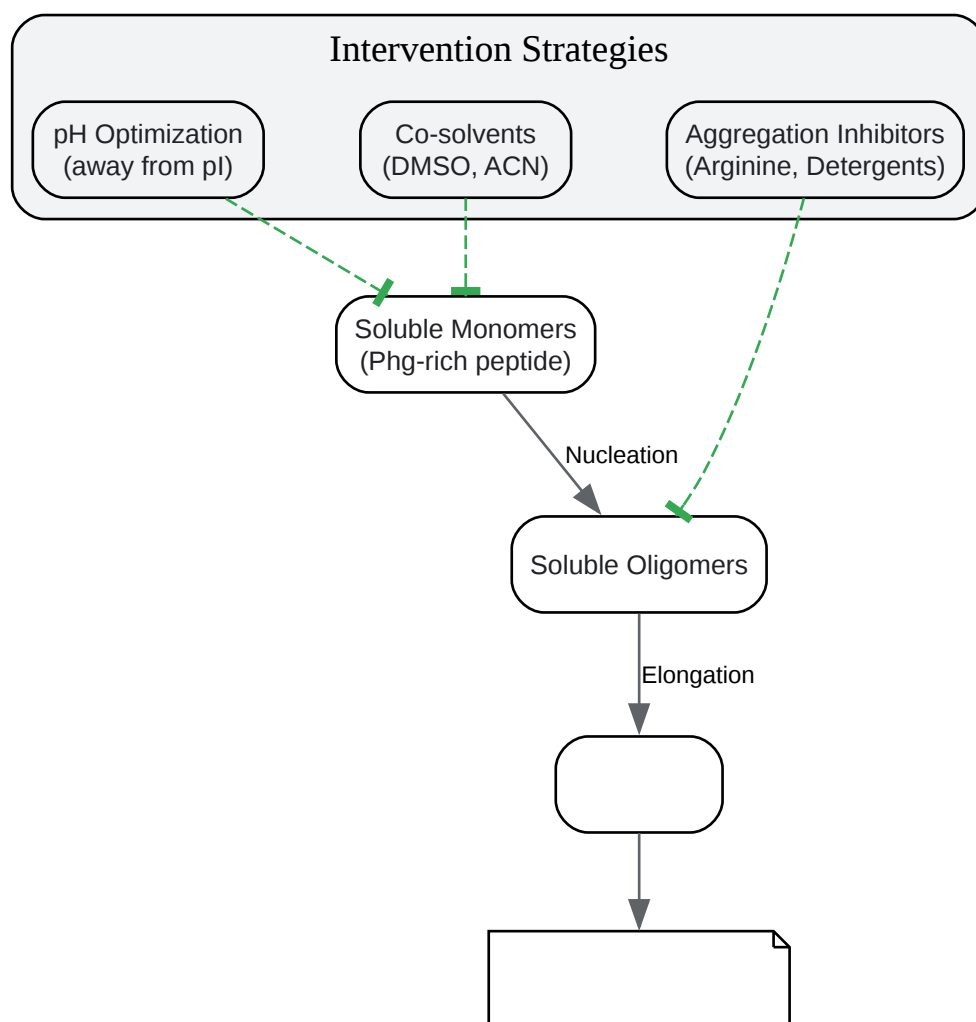 Intervention Strategies
pH Optimization
(away from pI)
Co-solvents
(DMSO, ACN)
Aggregation Inhibitors
(Arginine, Detergents)
Soluble Monomers
(Phg-rich peptide)
Nucleation
Soluble Oligomers
Elongation